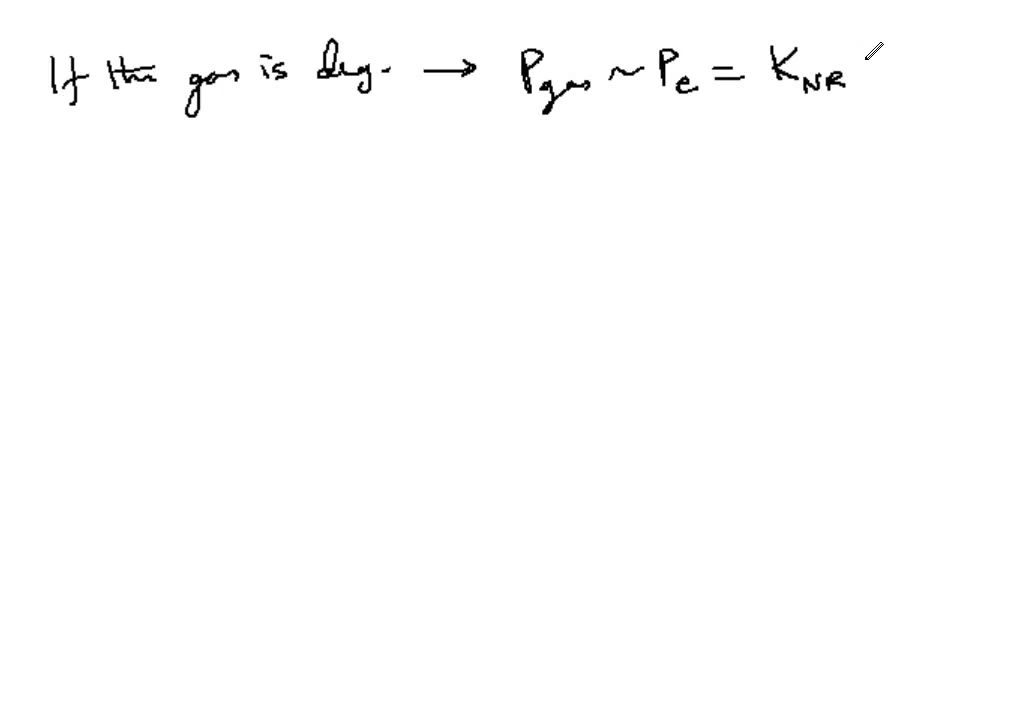 If the gas is deg. → P_gas ~ P_e = K_NR